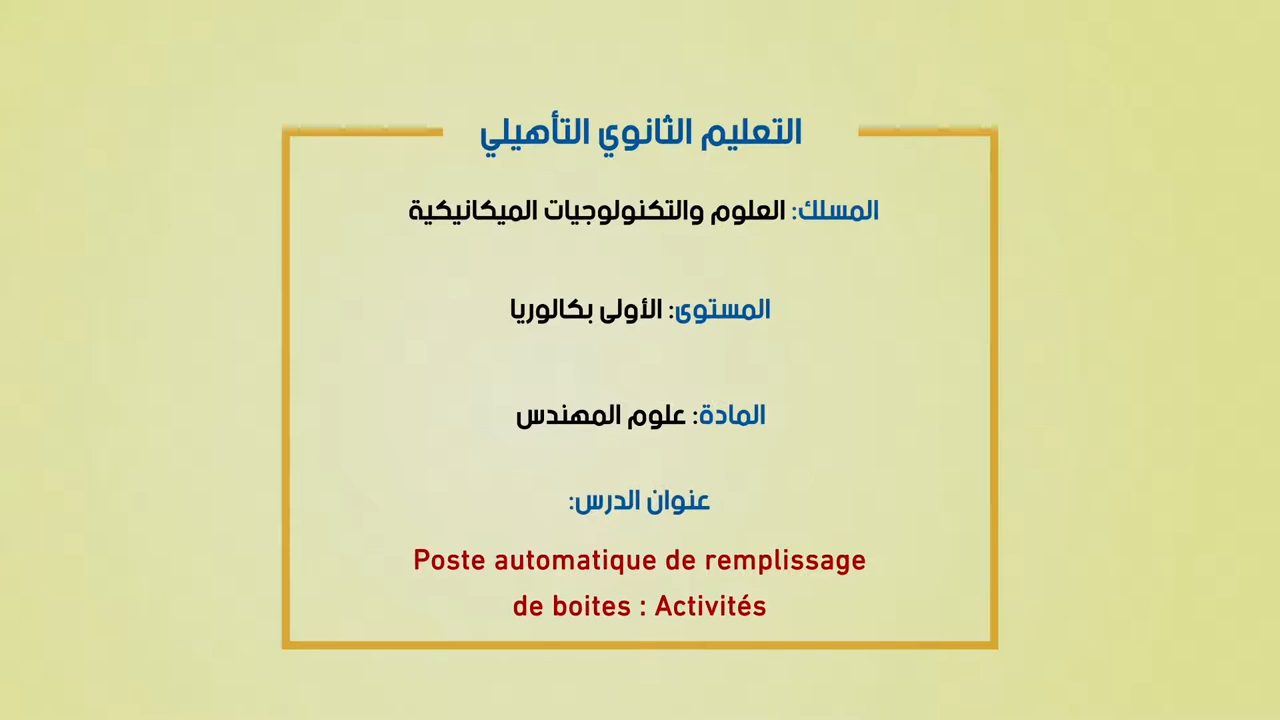 التعليم الثانوي التأهيلي
المسلك: العلوم والتكنولوجيات الميكانيكية
المستوى: الأولى بكالوريا
المادة: علوم المهندس
عنوان الدرس:
Poste automatique de remplissage
de boites : Activités